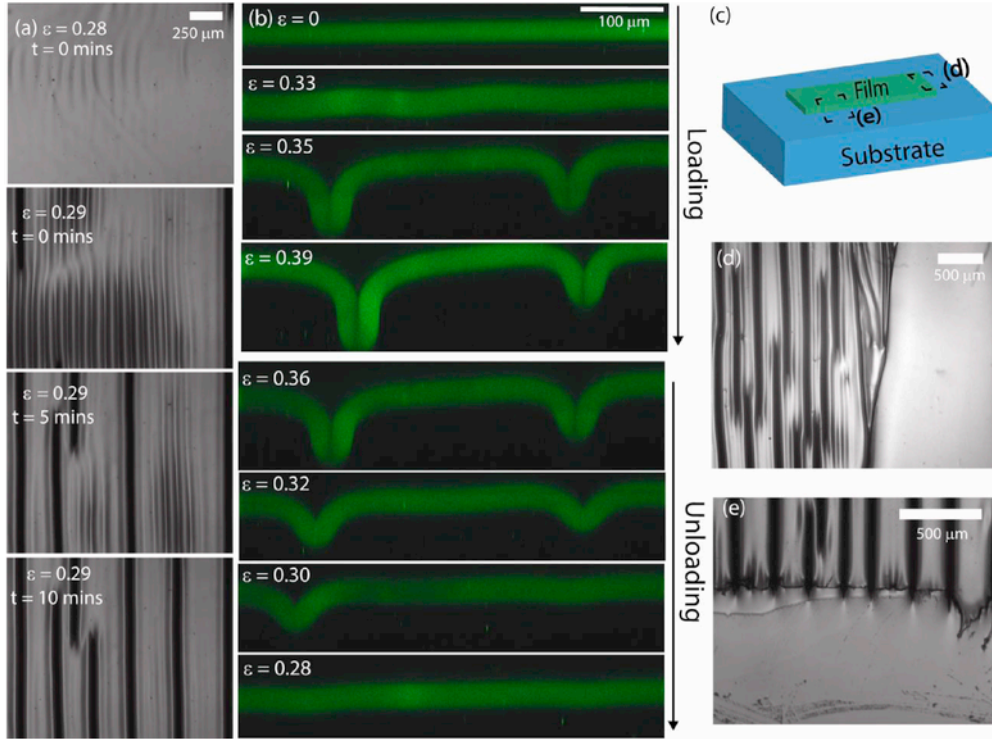 (a) ε = 0.28
t = 0 mins
250 µm
ε = 0.29
t = 0 mins
ε = 0.29
t = 5 mins
ε = 0.29
t = 10 mins
(b) ε = 0
100 µm
ε = 0.33
ε = 0.35
ε = 0.39
ε = 0.36
ε = 0.32
ε = 0.30
ε = 0.28
Loading
Unloading
(c)
Film
(d)
(e)
Substrate
(d)
500 µm
(e)
500 µm